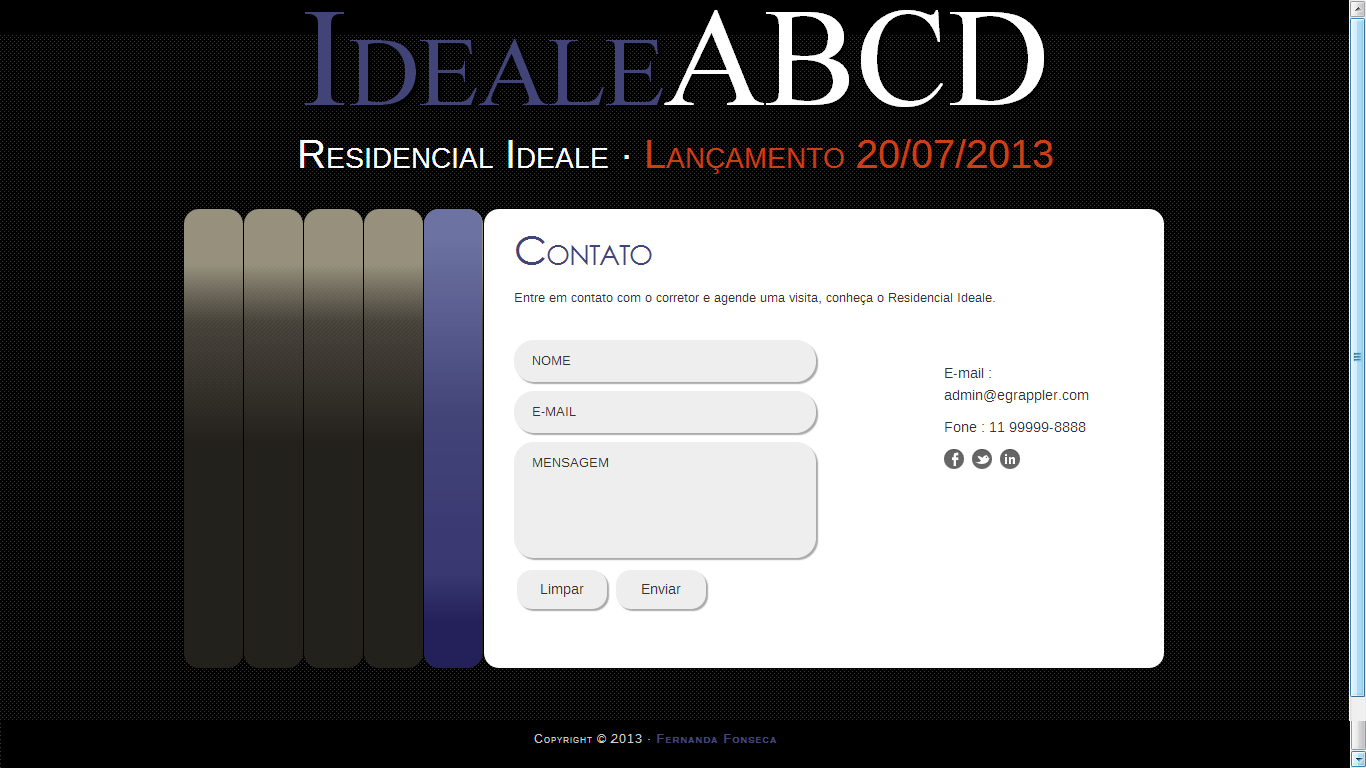 IdealeABCD
Residencial Ideale · Lançamento 20/07/2013
Contato
Entre em contato com o corretor e agende uma visita, conheça o Residencial Ideale.
NOME
E-MAIL
MENSAGEM
Limpar Enviar
E-mail :
admin@egrappler.com
Fone : 11 99999-8888
Copyright © 2013 · Fernanda Fonseca